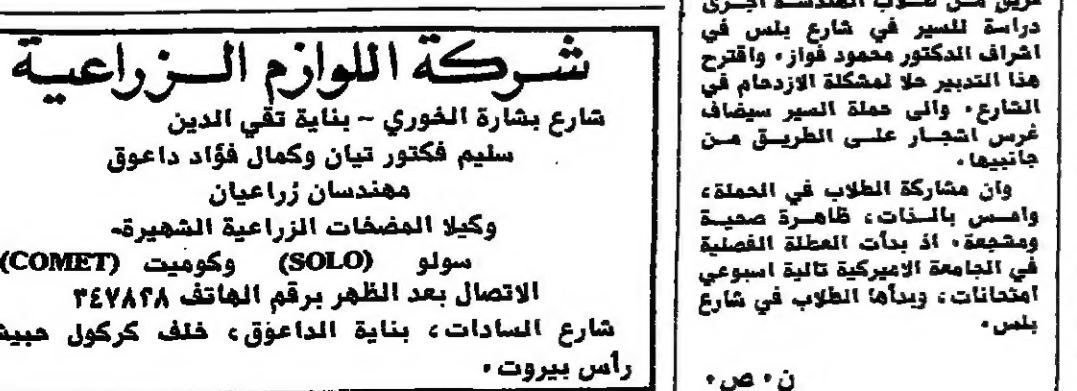 فريق من طلاب الهندسة اجرى
دراسة للسير في شارع بلس في
اشراف الدكتور محمود فواز، واقترح
هذا التدبير حلا لمشكلة الازدحام في
الشارع، والى حملة السير سيضاف
غرس اشجار على الطريق من
جانبيها.
وان مشاركة الطلاب في الحملة،
وامس بالذات، ظاهرة صحية
ومشجعة، اذ بدأت العطلة الفصلية
في الجامعة الاميركية تالية اسبوعي
امتحانات، وبدأها الطلاب في شارع
بلس.
ن. ص.
شركة اللوازم الزراعية
شارع بشارة الخوري - بناية تقي الدين
سليم فكتور تيان وكمال فؤاد داعوق
مهندسان زراعيان
وكيلا المضخات الزراعية الشهيرة-
سولو (SOLO) وكوميت (COMET)
الاتصال بعد الظهر برقم الهاتف ٣٤٧٨٢٨
شارع السادات، بناية الداعوق، خلف كركول حبيش
رأس بيروت.